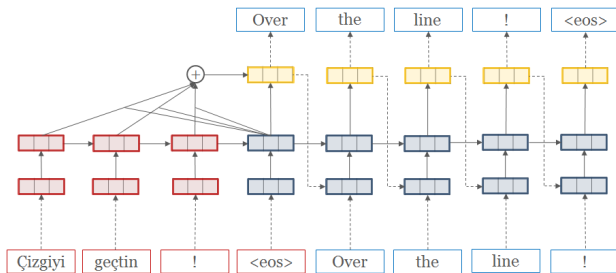 Over the line ! <eos>
+
Çizgiyi geçtin ! <eos> Over the line !